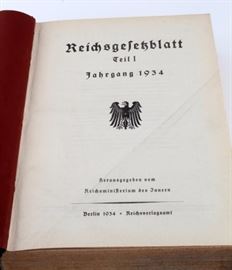 Reichsgesetzblatt
Teil I
Jahrgang 1934
Herausgegeben vom
Reichsministerium des Innern
Berlin 1934 • Reichsverlagsamt